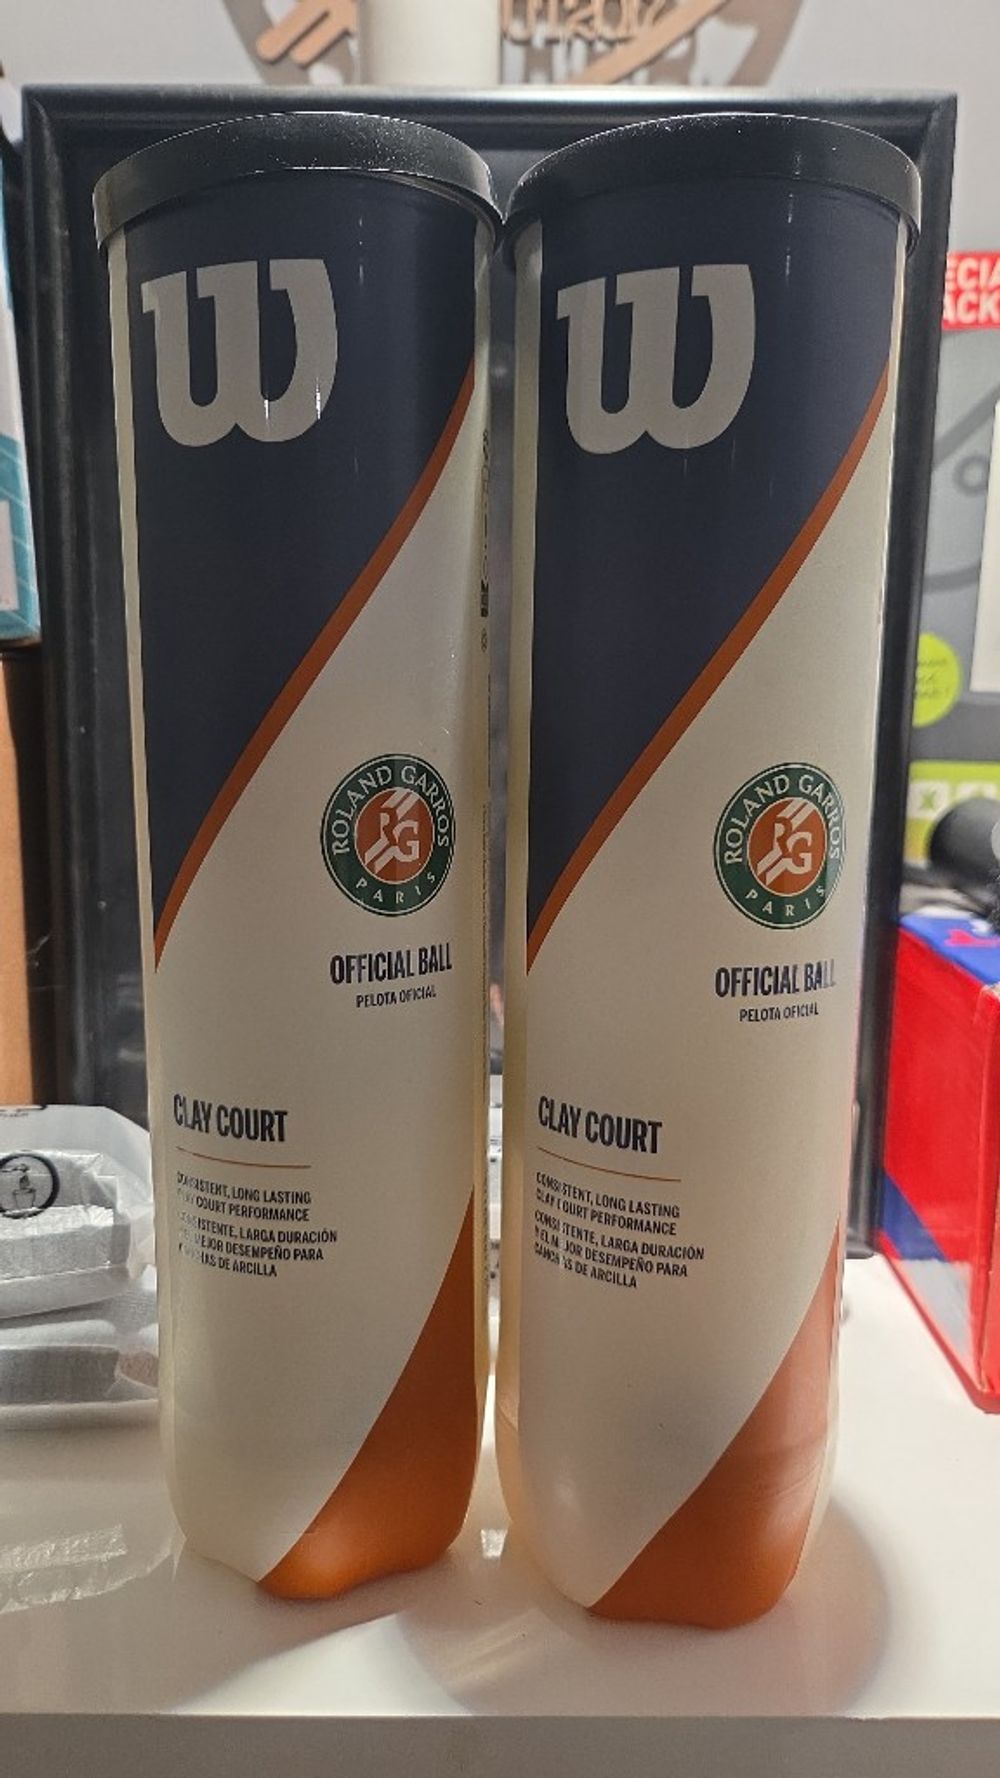 W
ROLAND GARROS
RG
PARIS
OFFICIAL BALL
PELOTA OFICIAL
CLAY COURT
CONSISTENT, LONG LASTING
CLAY COURT PERFORMANCE
CONSISTENTE, LARGA DURACIÓN
Y EL MEJOR DESEMPEÑO PARA
CANCHAS DE ARCILLA
W
ROLAND GARROS
RG
PARIS
OFFICIAL BALL
PELOTA OFICIAL
CLAY COURT
CONSISTENT, LONG LASTING
CLAY COURT PERFORMANCE
CONSISTENTE, LARGA DURACIÓN
Y EL MEJOR DESEMPEÑO PARA
CANCHAS DE ARCILLA
ECIA
ACK